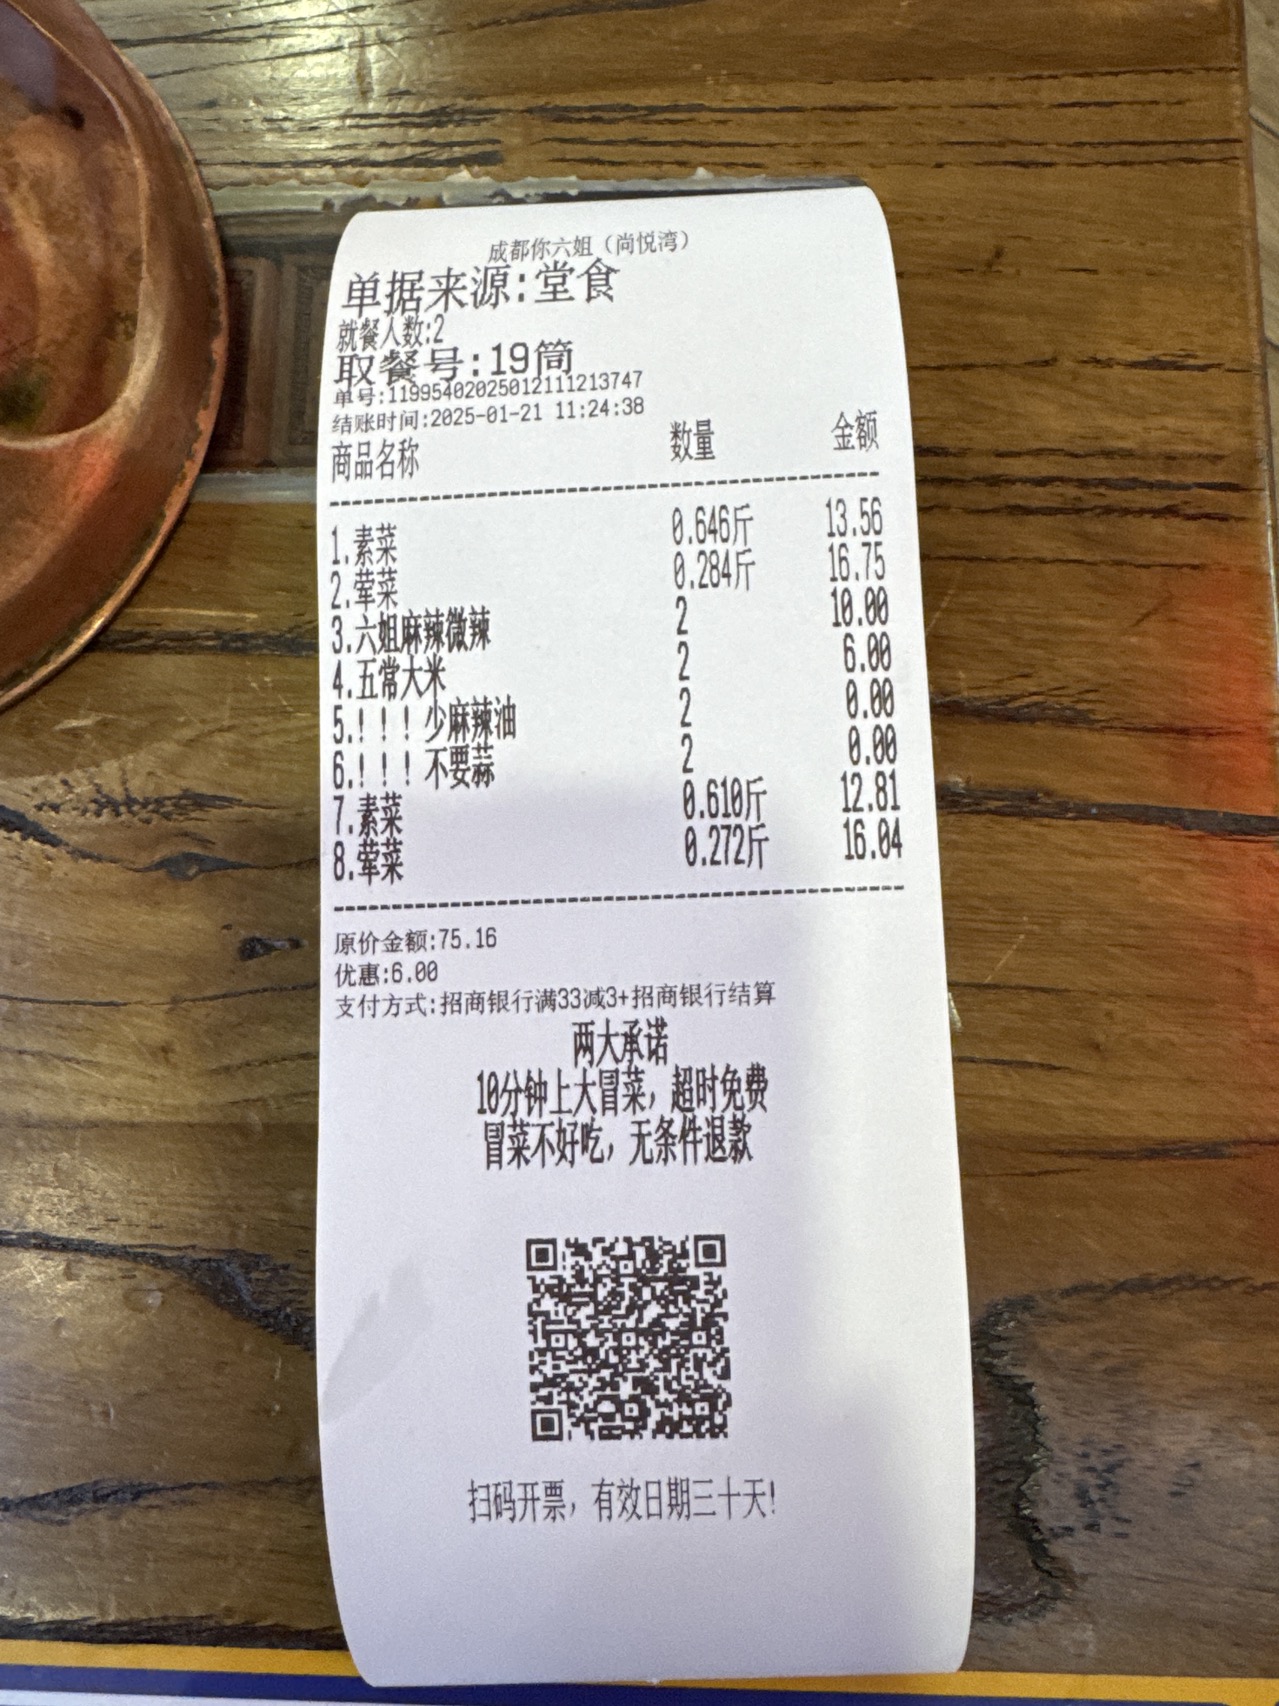 成都你六姐（尚悦湾）
单据来源:堂食
就餐人数:2
取餐号:19筒
单号:11995402025012111213747
结账时间:2025-01-21 11:24:38
商品名称 数量 金额
1.素菜 0.646斤 13.56
2.荤菜 0.284斤 16.75
3.六姐麻辣微辣 2 10.00
4.五常大米 2 6.00
5.！！！少麻辣油 2 0.00
6.！！！不要蒜 2 0.00
7.素菜 0.610斤 12.81
8.荤菜 0.272斤 16.04
原价金额:75.16
优惠:6.00
支付方式:招商银行满33减3+招商银行结算
两大承诺
10分钟上大冒菜，超时免费
冒菜不好吃，无条件退款
扫码开票，有效日期三十天!